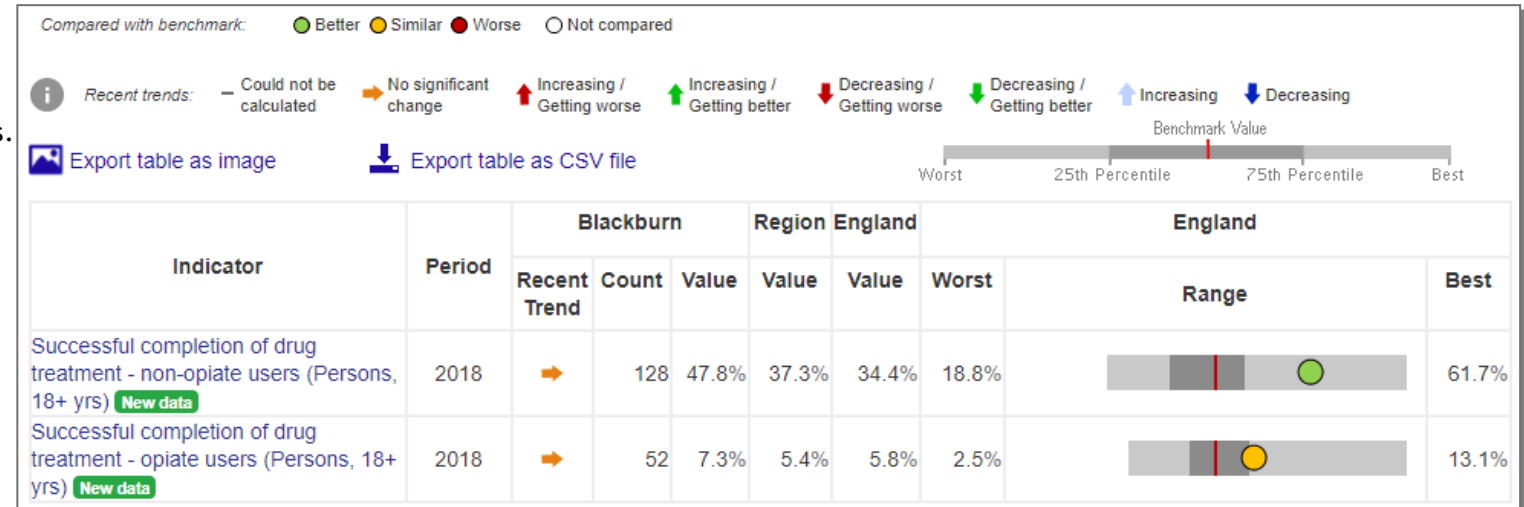 Compared with benchmark: Better Similar Worse Not compared
Recent trends: Could not be calculated No significant change Increasing / Getting worse Increasing / Getting better Decreasing / Getting worse Decreasing / Getting better Increasing Decreasing
s.
Export table as image Export table as CSV file
Benchmark Value
Worst 25th Percentile 75th Percentile Best
Blackburn Region England England
Indicator Period Recent Trend Count Value Value Value Worst Range Best
Successful completion of drug
treatment - non-opiate users (Persons, 2018 128 47.8% 37.3% 34.4% 18.8% 61.7%
18+ yrs) New data
Successful completion of drug
treatment - opiate users (Persons, 18+ 2018 52 7.3% 5.4% 5.8% 2.5% 13.1%
yrs) New data